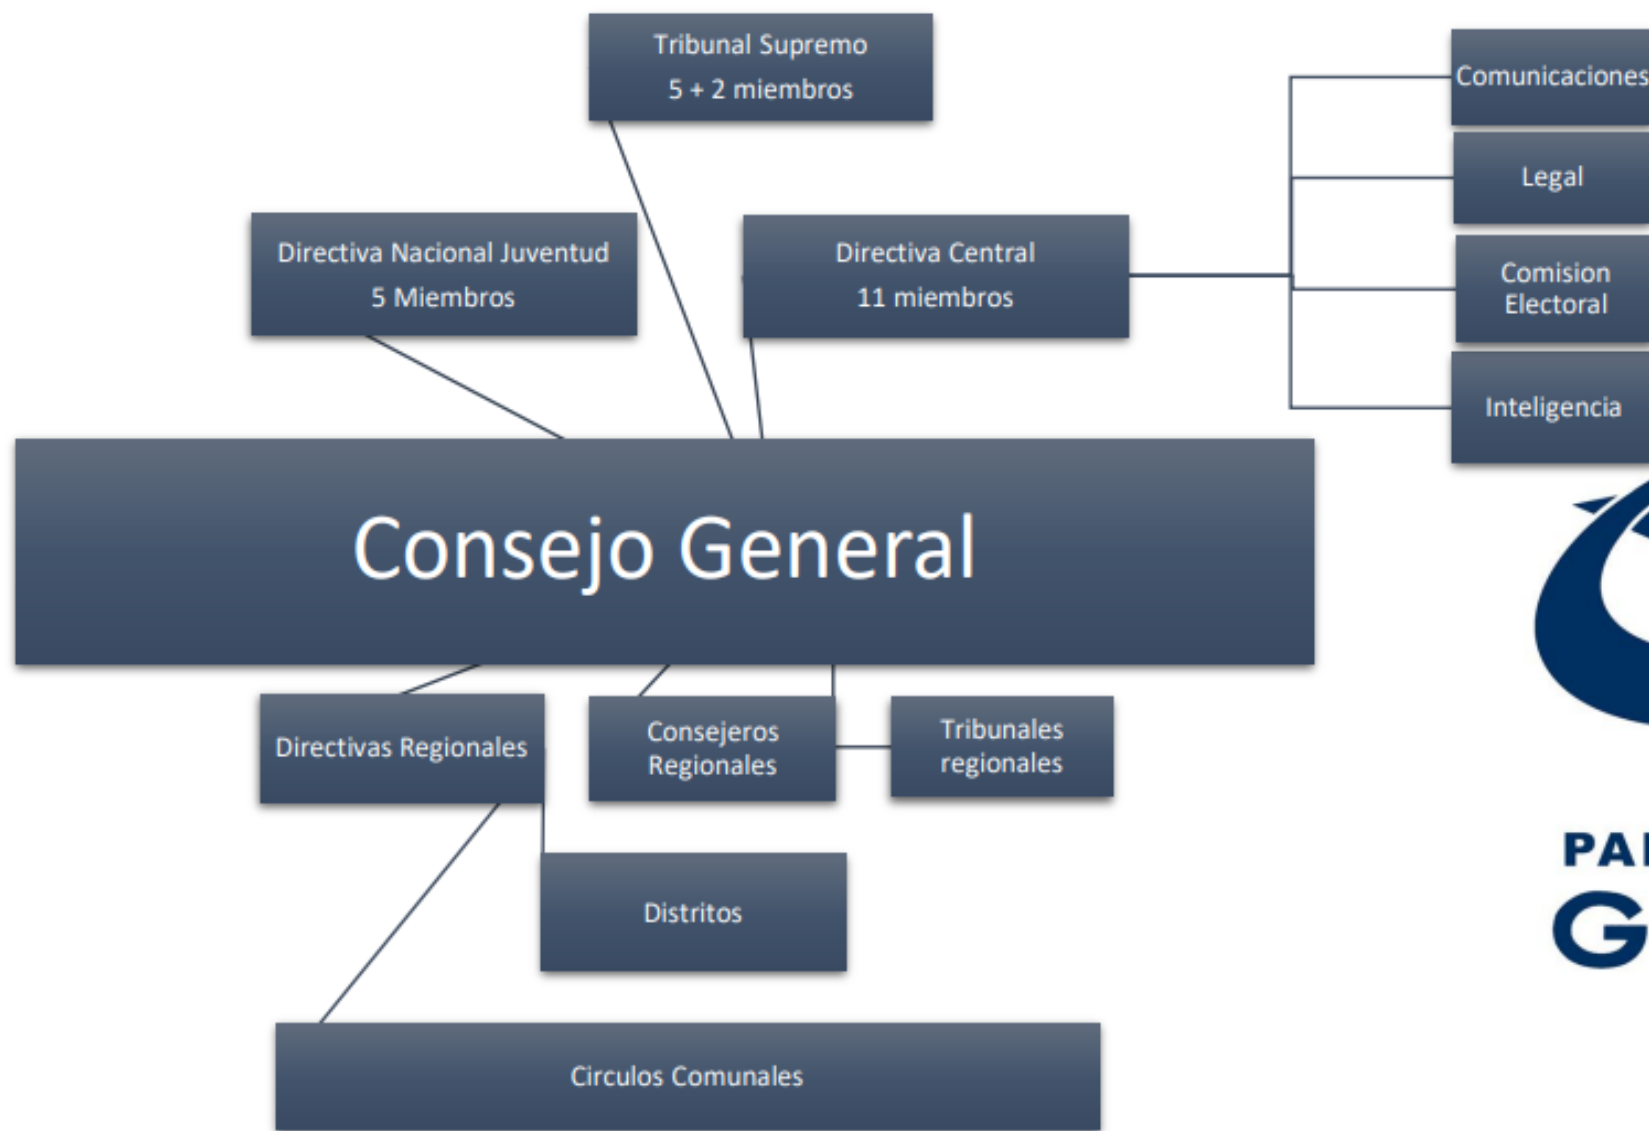 Tribunal Supremo
5 + 2 miembros
Comunicaciones
Legal
Directiva Nacional Juventud
5 Miembros
Directiva Central
11 miembros
Comision
Electoral
Inteligencia
Consejo General
Directivas Regionales
Consejeros
Regionales
Tribunales
regionales
Distritos
Circulos Comunales